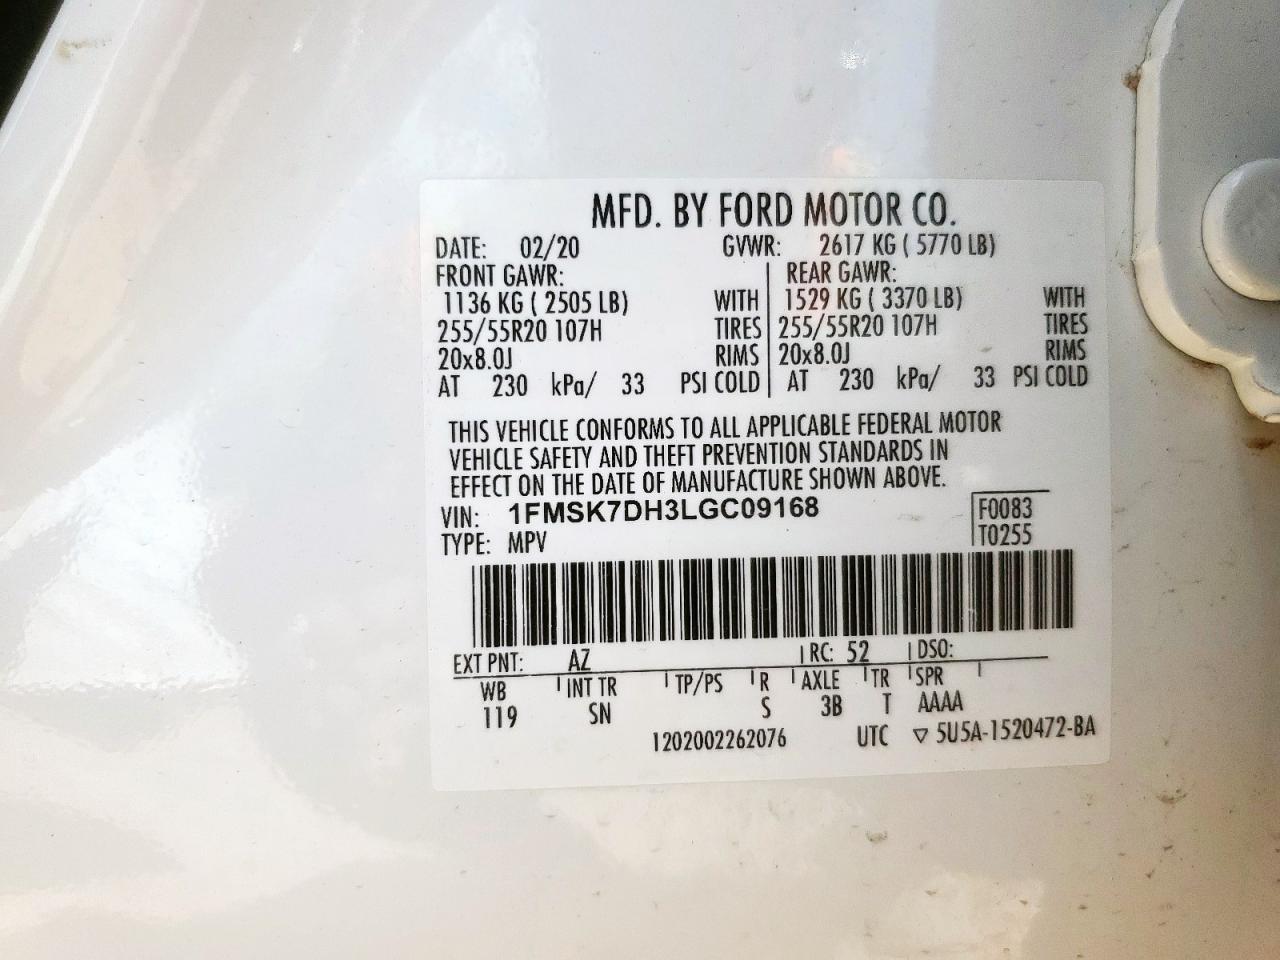 MFD. BY FORD MOTOR CO.
DATE: 02/20 GVWR: 2617 KG ( 5770 LB)
FRONT GAWR: REAR GAWR:
1136 KG ( 2505 LB) WITH 1529 KG ( 3370 LB) WITH
255/55R20 107H TIRES 255/55R20 107H TIRES
20x8.0J RIMS 20x8.0J RIMS
AT 230 kPa/ 33 PSI COLD AT 230 kPa/ 33 PSI COLD
THIS VEHICLE CONFORMS TO ALL APPLICABLE FEDERAL MOTOR
VEHICLE SAFETY AND THEFT PREVENTION STANDARDS IN
EFFECT ON THE DATE OF MANUFACTURE SHOWN ABOVE.
VIN: 1FMSK7DH3LGC09168 F0083
TYPE: MPV T0255
EXT PNT: AZ RC: 52 DSO:
WB INT TR TP/PS R AXLE TR SPR
119 SN S 3B T AAAA
1202002262076 UTC ▽ 5U5A-1520472-BA